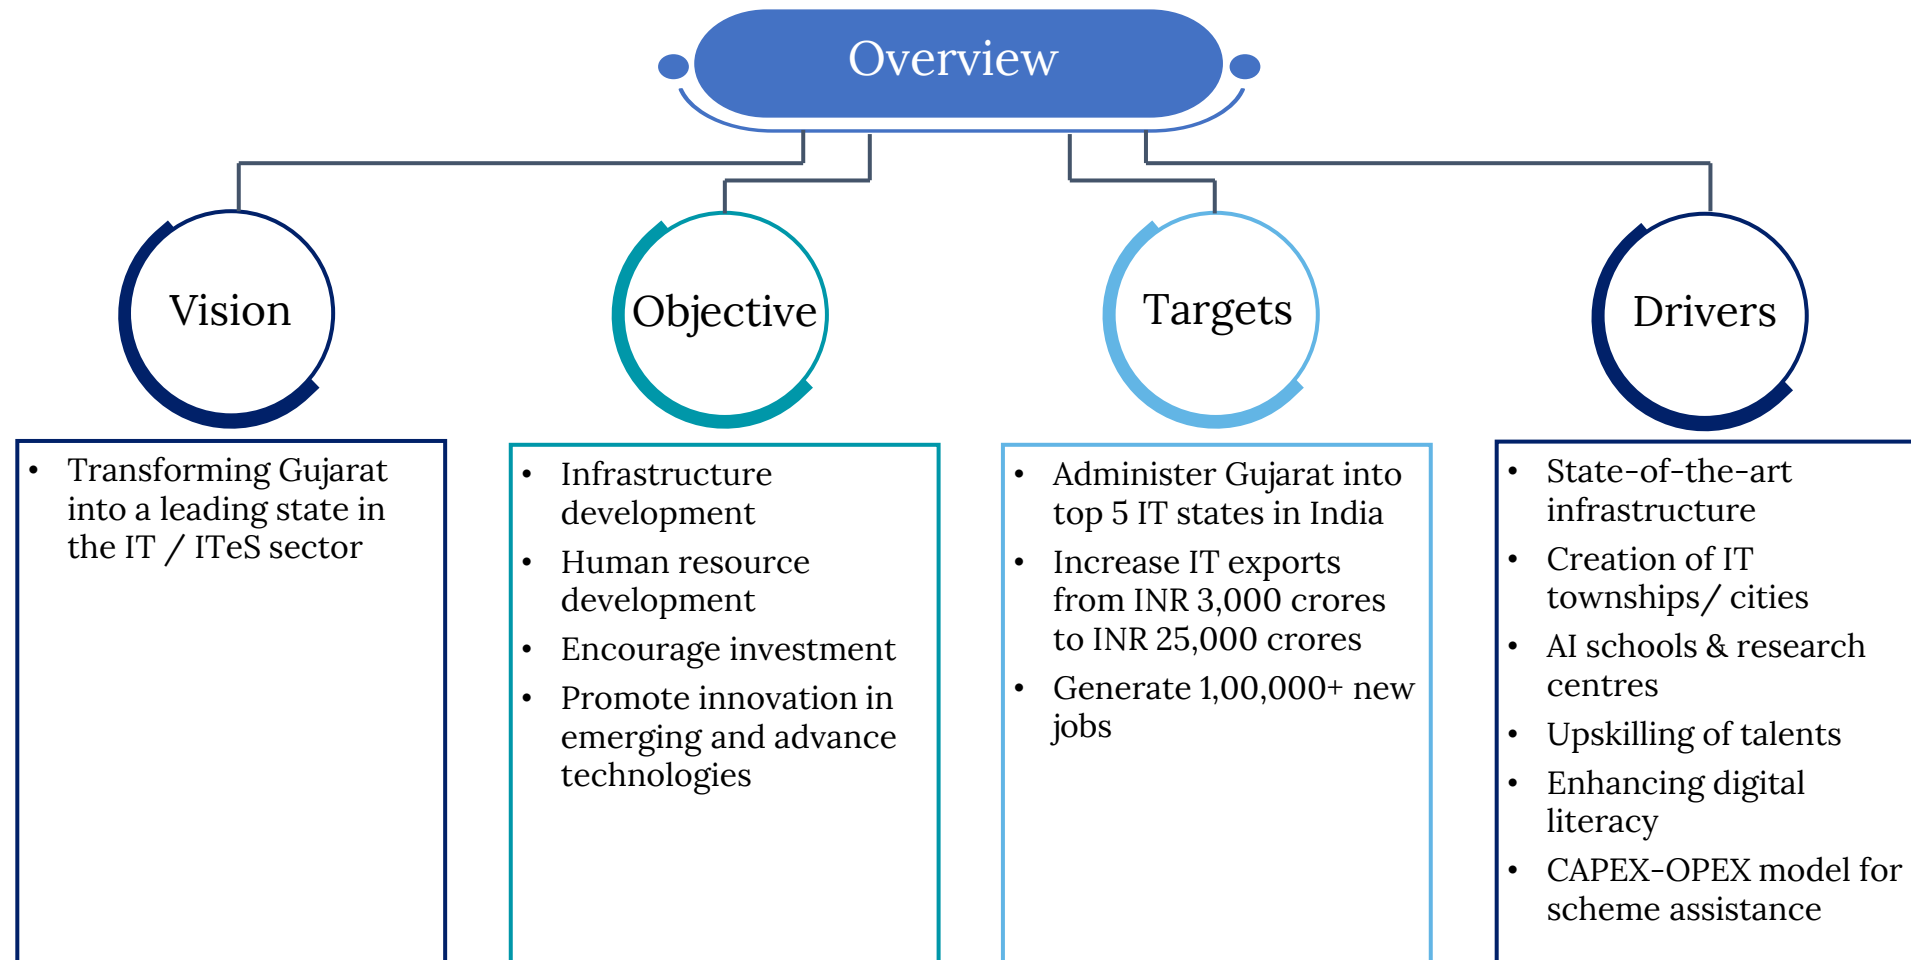 Overview
Vision
• Transforming Gujarat
into a leading state in
the IT / ITeS sector
Objective
• Infrastructure
development
• Human resource
development
• Encourage investment
• Promote innovation in
emerging and advance
technologies
Targets
• Administer Gujarat into
top 5 IT states in India
• Increase IT exports
from INR 3,000 crores
to INR 25,000 crores
• Generate 1,00,000+ new
jobs
Drivers
• State-of-the-art
infrastructure
• Creation of IT
townships/ cities
• AI schools & research
centres
• Upskilling of talents
• Enhancing digital
literacy
• CAPEX-OPEX model for
scheme assistance